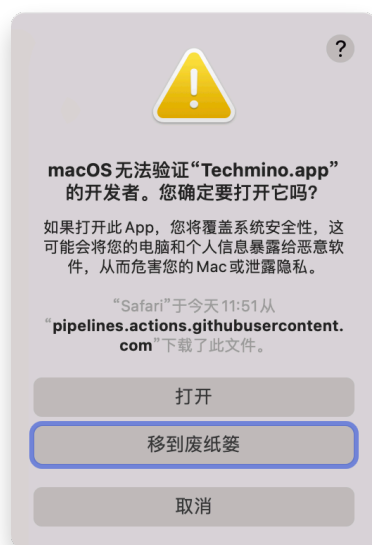 ?
macOS 无法验证“Techmino.app”
的开发者。您确定要打开它吗?
如果打开此 App，您将覆盖系统安全性，这
可能会将您的电脑和个人信息暴露给恶意软
件，从而危害您的 Mac 或泄露隐私。
“Safari”于今天 11:51 从
“pipelines.actions.githubusercontent.
com”下载了此文件。
打开
移到废纸篓
取消